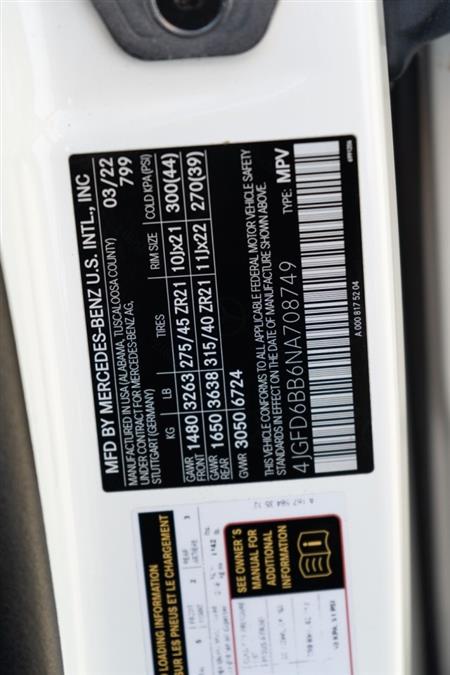 MFD BY MERCEDES-BENZ U.S. INTL., INC
MANUFACTURED IN USA (ALABAMA, TUSCALOOSA COUNTY)
UNDER CONTRACT FOR MERCEDES-BENZ AG,
STUTTGART (GERMANY)
03/22
799
KG LB TIRES RIM SIZE COLD KPA (PSI)
GAWR FRONT 1480 3263 275/45 ZR21 10Jx21 300(44)
GAWR REAR 1650 3638 315/40 ZR21 11Jx22 270(39)
GVWR 3050 6724
THIS VEHICLE CONFORMS TO ALL APPLICABLE FEDERAL MOTOR VEHICLE SAFETY
STANDARDS IN EFFECT ON THE DATE OF MANUFACTURE SHOWN ABOVE.
4JGFD6BB6NA708749 TYPE: MPV
A 000 817 52 04
LOADING INFORMATION
SUR LES PNEUS ET LE CHARGEMENT
FRONT 2 REAR 3
SEE OWNER'S
MANUAL FOR
ADDITIONAL
INFORMATION